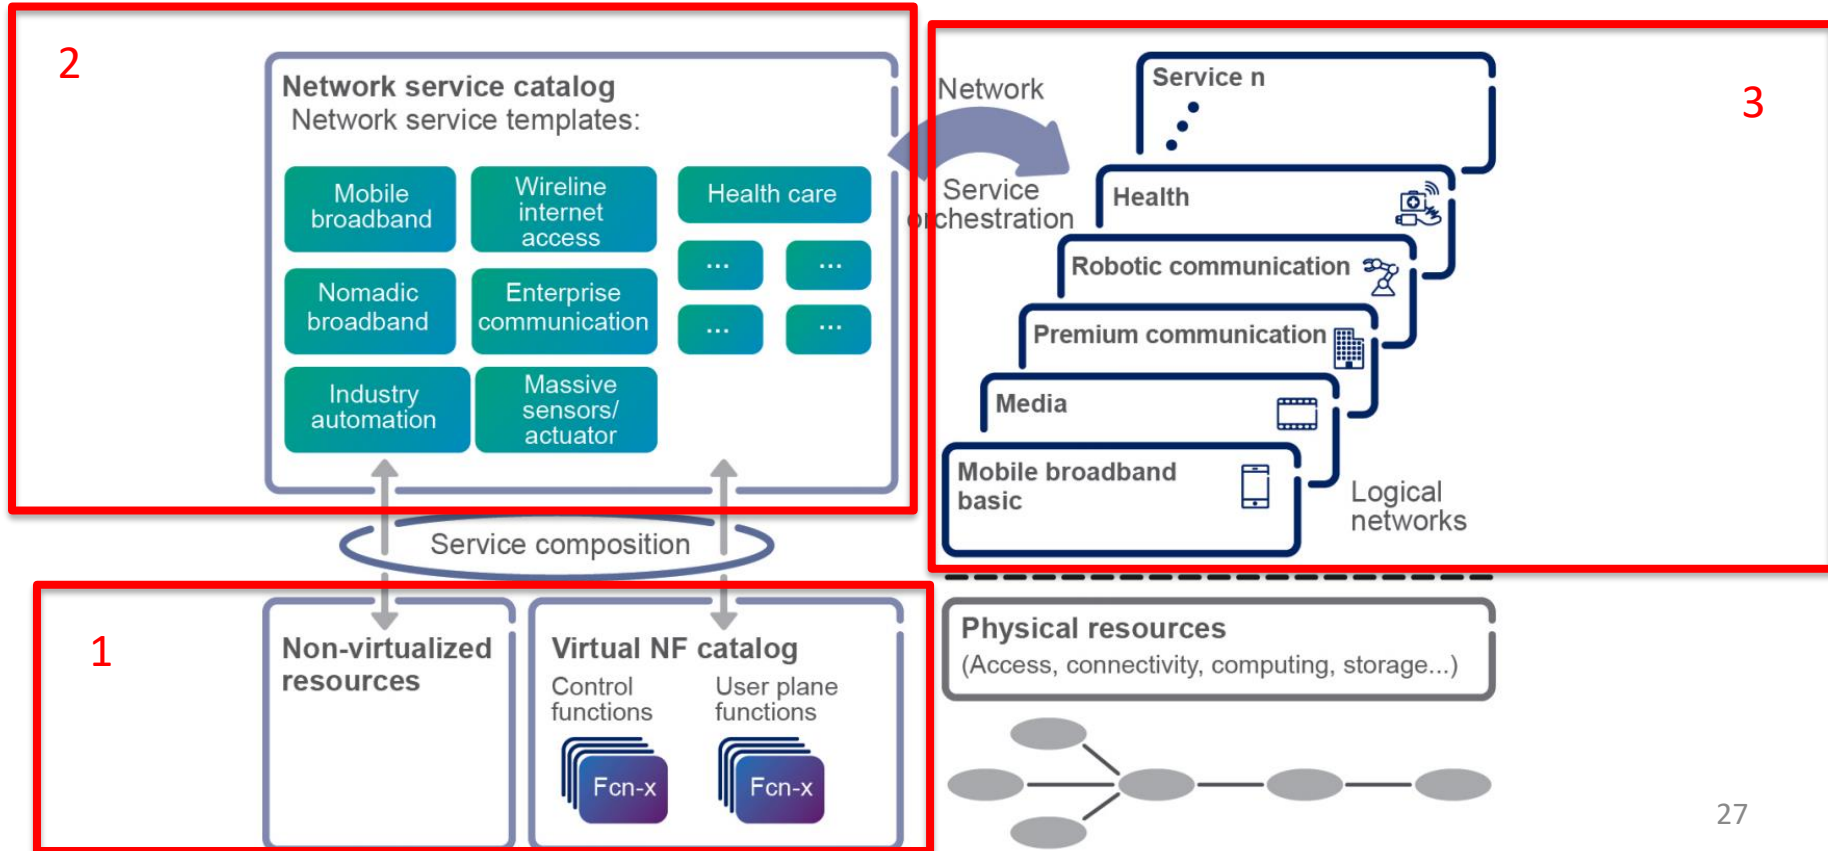 2
Network service catalog
Network service templates:
Mobile
broadband
Wireline
internet
access
Health care
...
...
Nomadic
broadband
Enterprise
communication
...
...
Industry
automation
Massive
sensors/
actuator
Network
Service
orchestration
3
Service n
Health
Robotic communication
Premium communication
Media
Mobile broadband
basic
Logical
networks
Service composition
1
Non-virtualized
resources
Virtual NF catalog
Control
functions
User plane
functions
Fcn-x
Fcn-x
Physical resources
(Access, connectivity, computing, storage...)
27